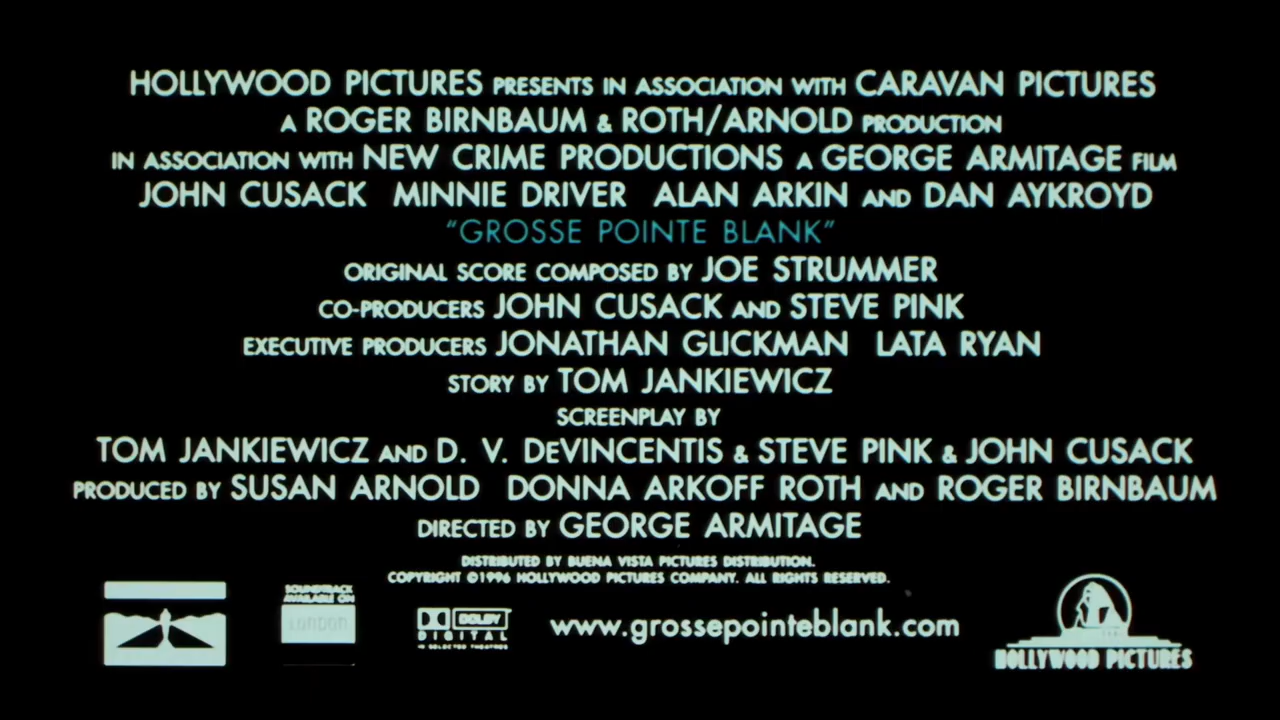 HOLLYWOOD PICTURES PRESENTS IN ASSOCIATION WITH CARAVAN PICTURES
A ROGER BIRNBAUM & ROTH/ARNOLD PRODUCTION
IN ASSOCIATION WITH NEW CRIME PRODUCTIONS A GEORGE ARMITAGE FILM
JOHN CUSACK MINNIE DRIVER ALAN ARKIN AND DAN AYKROYD
"GROSSE POINTE BLANK"
ORIGINAL SCORE COMPOSED BY JOE STRUMMER
CO-PRODUCERS JOHN CUSACK AND STEVE PINK
EXECUTIVE PRODUCERS JONATHAN GLICKMAN LATA RYAN
STORY BY TOM JANKIEWICZ
SCREENPLAY BY
TOM JANKIEWICZ AND D. V. DEVINCENTIS & STEVE PINK & JOHN CUSACK
PRODUCED BY SUSAN ARNOLD DONNA ARKOFF ROTH AND ROGER BIRNBAUM
DIRECTED BY GEORGE ARMITAGE
DISTRIBUTED BY BUENA VISTA PICTURES DISTRIBUTION.
COPYRIGHT ©1996 HOLLYWOOD PICTURES COMPANY. ALL RIGHTS RESERVED.
SOUNDTRACK
AVAILABLE ON
LONDON
DOLBY
DIGITAL
IN SELECTED THEATRES
www.grossepointeblank.com
HOLLYWOOD PICTURES